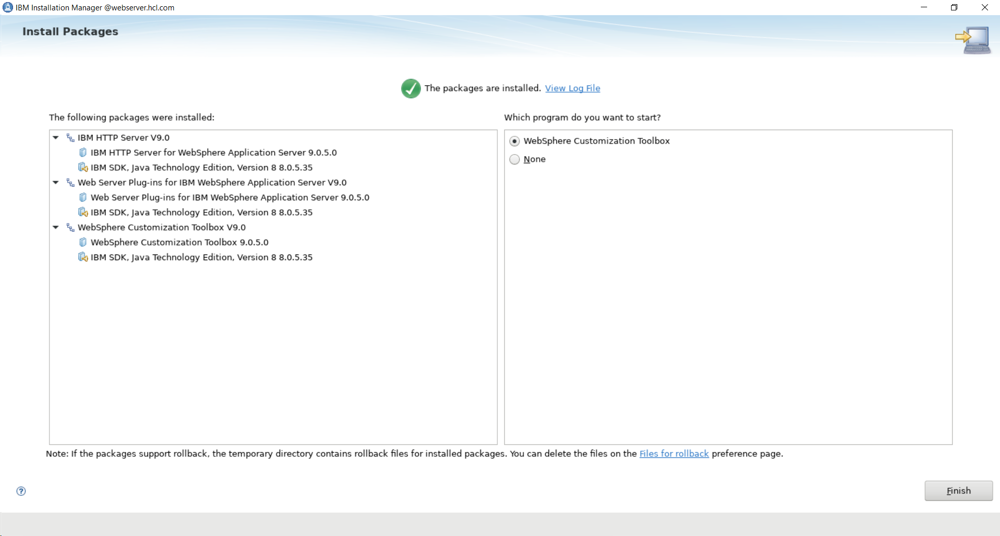 IBM Installation Manager @webserver.hcl.com
Install Packages
The packages are installed. View Log File
The following packages were installed:
IBM HTTP Server V9.0
IBM HTTP Server for WebSphere Application Server 9.0.5.0
IBM SDK, Java Technology Edition, Version 8 8.0.5.35
Web Server Plug-ins for IBM WebSphere Application Server V9.0
Web Server Plug-ins for IBM WebSphere Application Server 9.0.5.0
IBM SDK, Java Technology Edition, Version 8 8.0.5.35
WebSphere Customization Toolbox V9.0
WebSphere Customization Toolbox 9.0.5.0
IBM SDK, Java Technology Edition, Version 8 8.0.5.35
Which program do you want to start?
WebSphere Customization Toolbox
None
Note: If the packages support rollback, the temporary directory contains rollback files for installed packages. You can delete the files on the Files for rollback preference page.
?
Finish